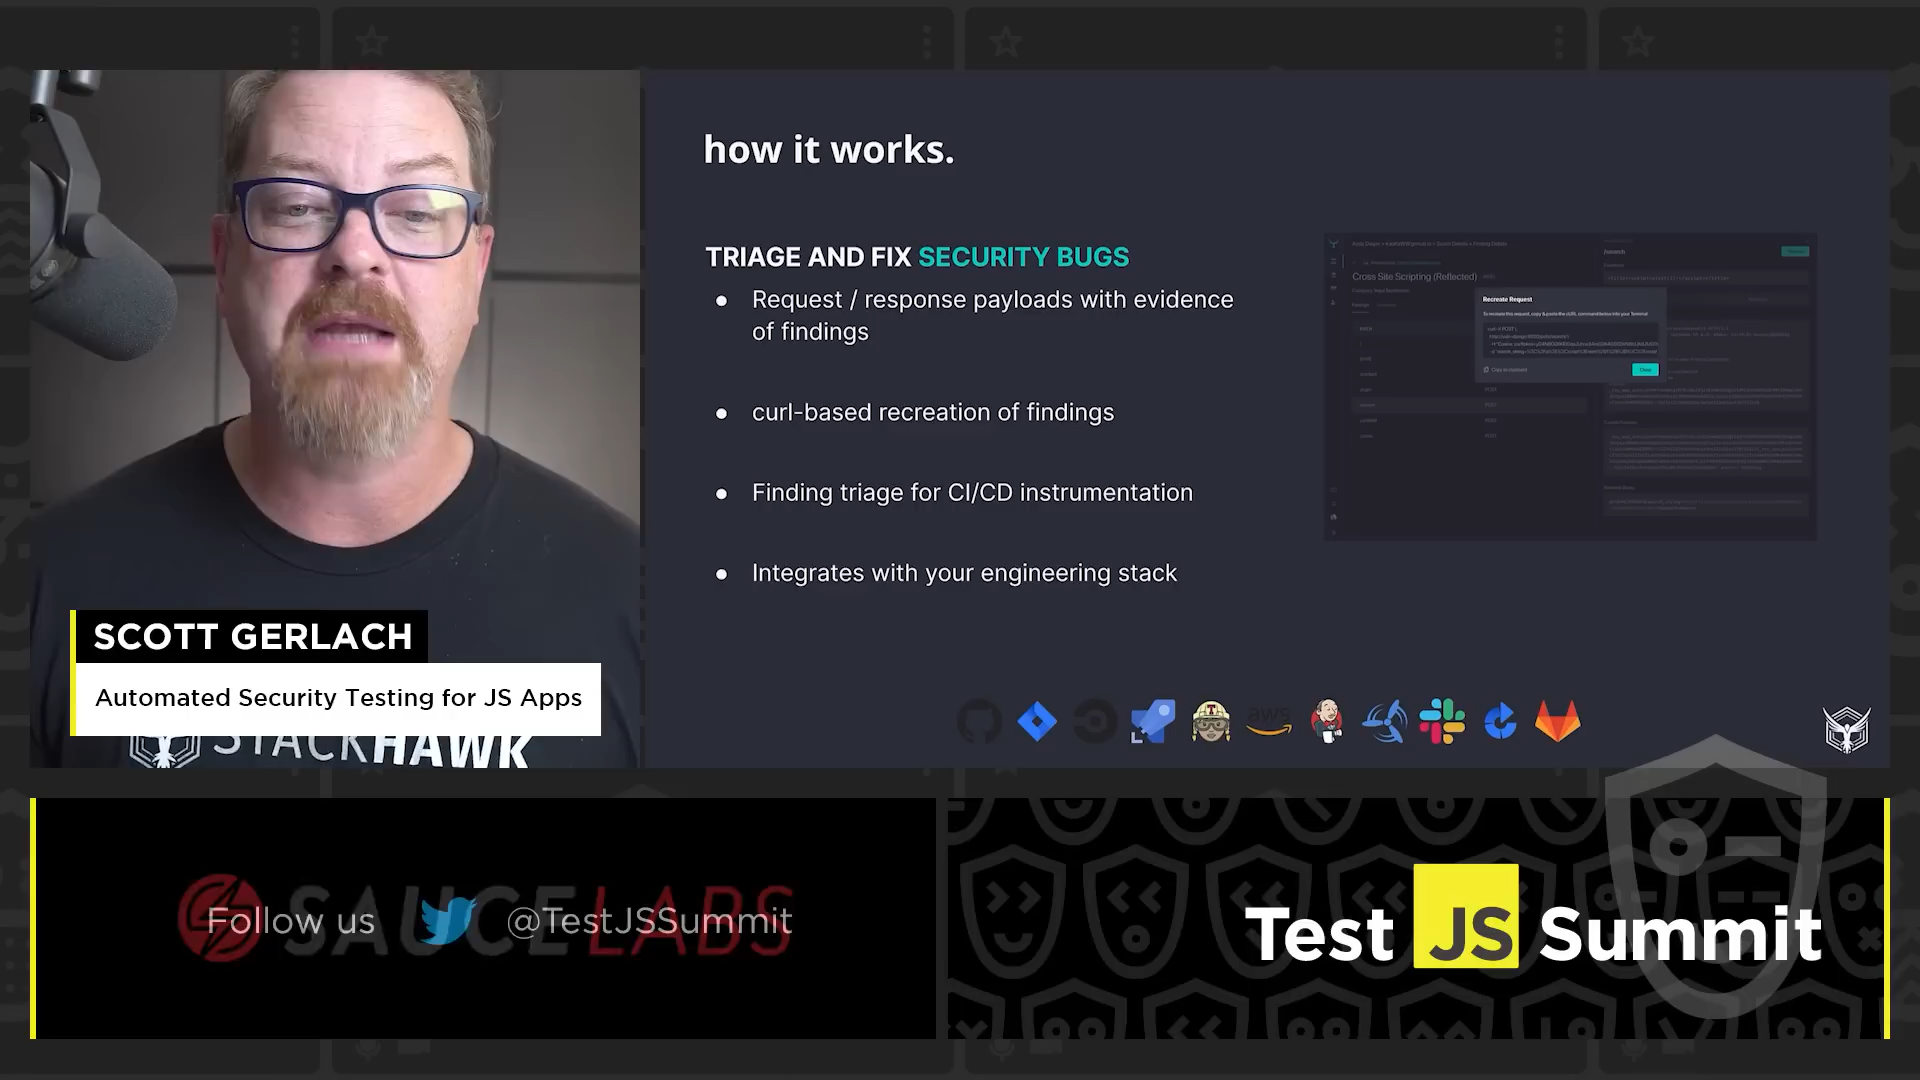 how it works.
TRIAGE AND FIX SECURITY BUGS
Request / response payloads with evidence
of findings
curl-based recreation of findings
Finding triage for CI/CD instrumentation
Integrates with your engineering stack
Cross Site Scripting (Reflected)
Recreate Request
aws
SCOTT GERLACH
Automated Security Testing for JS Apps
STACKHAWK
Follow us @TestJSSummit
SAUCELABS
Test JS Summit